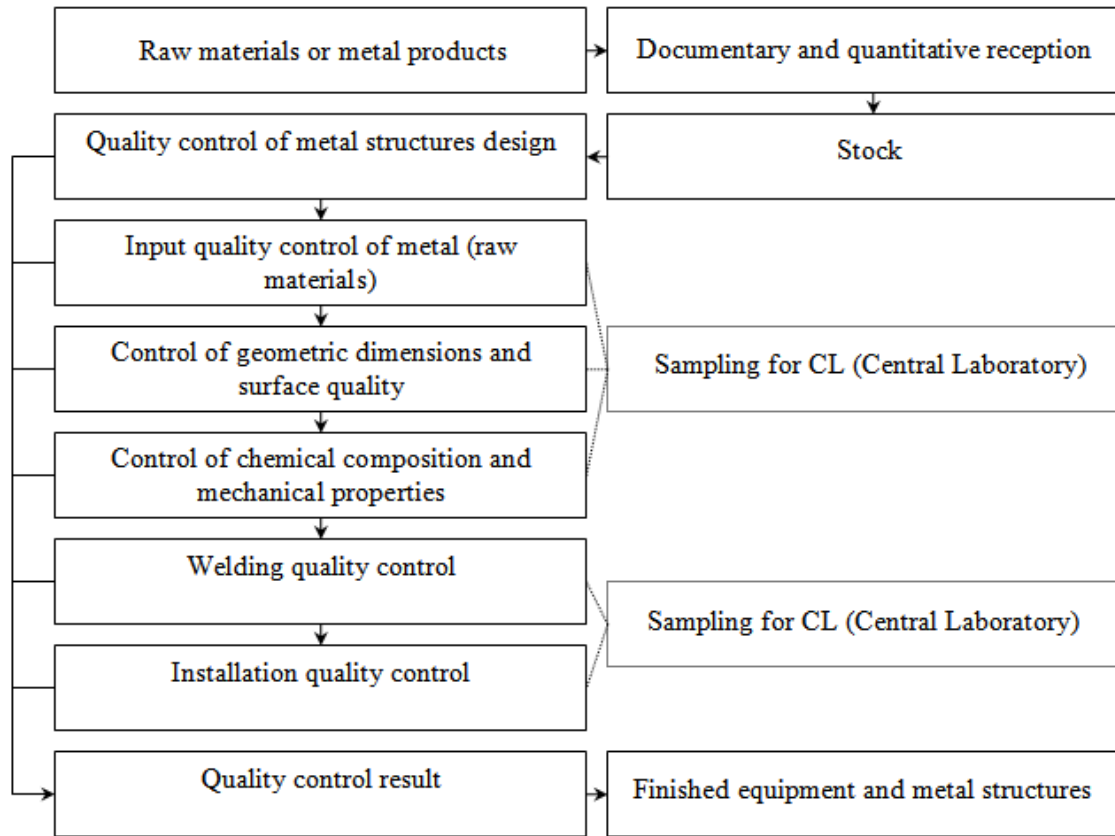 Raw materials or metal products
Documentary and quantitative reception
Quality control of metal structures design
Stock
Input quality control of metal (raw
materials)
Control of geometric dimensions and
surface quality
Sampling for CL (Central Laboratory)
Control of chemical composition and
mechanical properties
Welding quality control
Sampling for CL (Central Laboratory)
Installation quality control
Quality control result
Finished equipment and metal structures